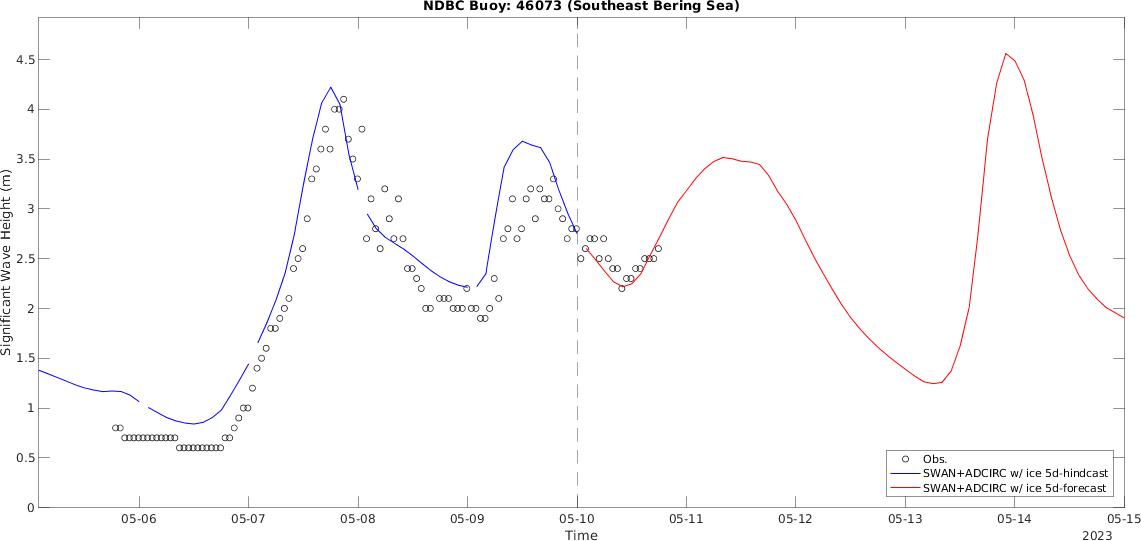 NDBC Buoy: 46073 (Southeast Bering Sea)
Significant Wave Height (m)
4.5
4
3.5
3
2.5
2
1.5
1
0.5
0
05-06 05-07 05-08 05-09 05-10 05-11 05-12 05-13 05-14 05-15
Time
2023
Obs.
SWAN+ADCIRC w/ ice 5d-hindcast
SWAN+ADCIRC w/ ice 5d-forecast